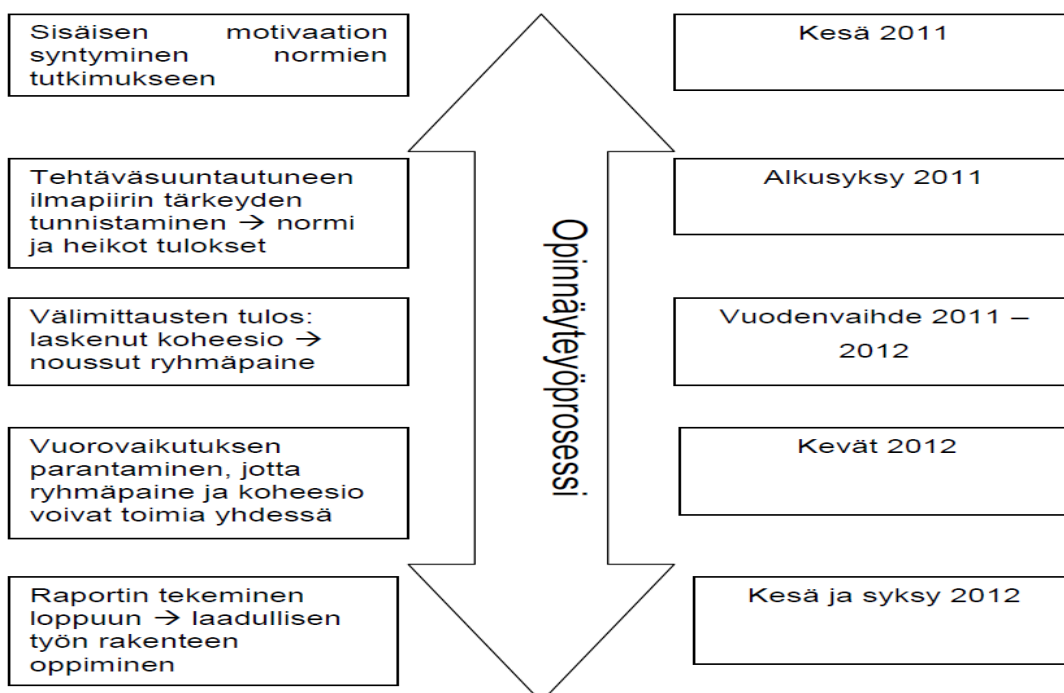 Sisäisen motivaation
syntyminen normien
tutkimukseen
Kesä 2011
Tehtäväsuuntautuneen
ilmapiirin tärkeyden
tunnistaminen → normi
ja heikot tulokset
Alkusyksy 2011
Välimittausten tulos:
laskenut koheesio →
noussut ryhmäpaine
Vuodenvaihde 2011 –
2012
Vuorovaikutuksen
parantaminen, jotta
ryhmäpaine ja koheesio
voivat toimia yhdessä
Kevät 2012
Raportin tekeminen
loppuun → laadullisen
työn rakenteen
oppiminen
Kesä ja syksy 2012
Opinnäyteyöprosessi